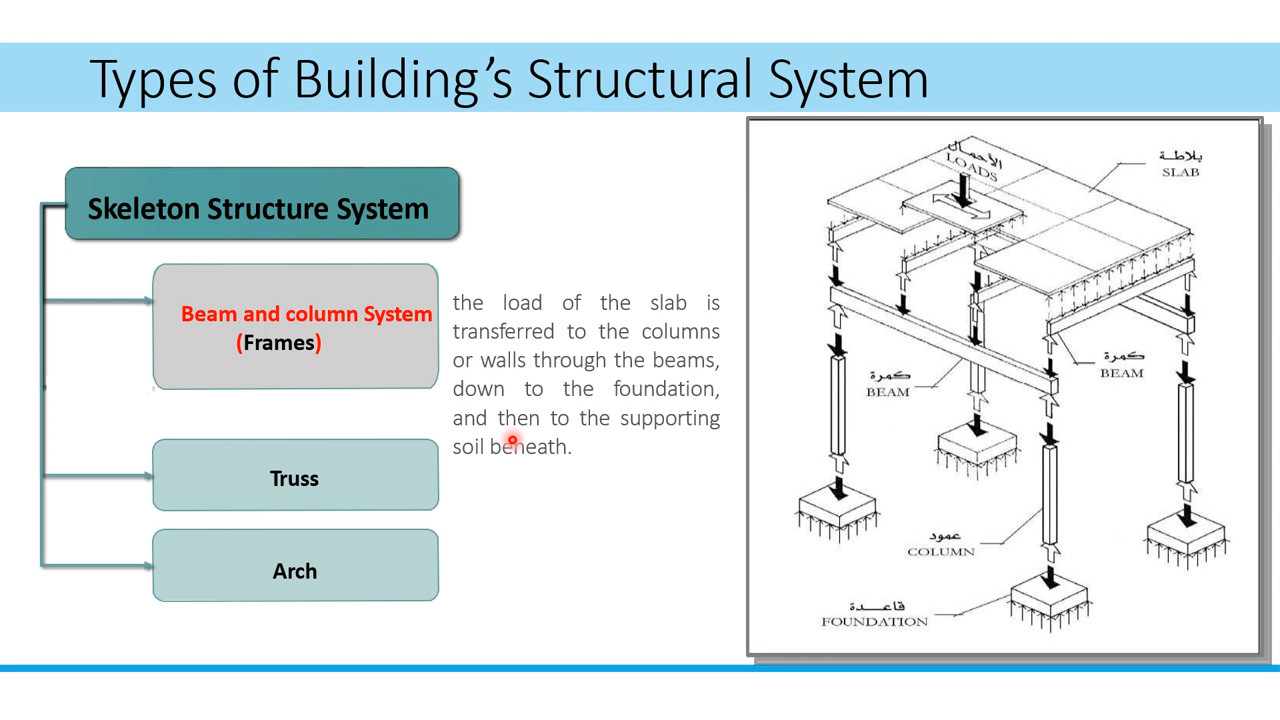 Types of Building’s Structural System
Skeleton Structure System
Beam and column System
(Frames)
Truss
Arch
the load of the slab is
transferred to the columns
or walls through the beams,
down to the foundation,
and then to the supporting
soil beneath.
الأحمال
LOADS
بلاطة
SLAB
كمرة
BEAM
كمرة
BEAM
عمود
COLUMN
قاعدة
FOUNDATION